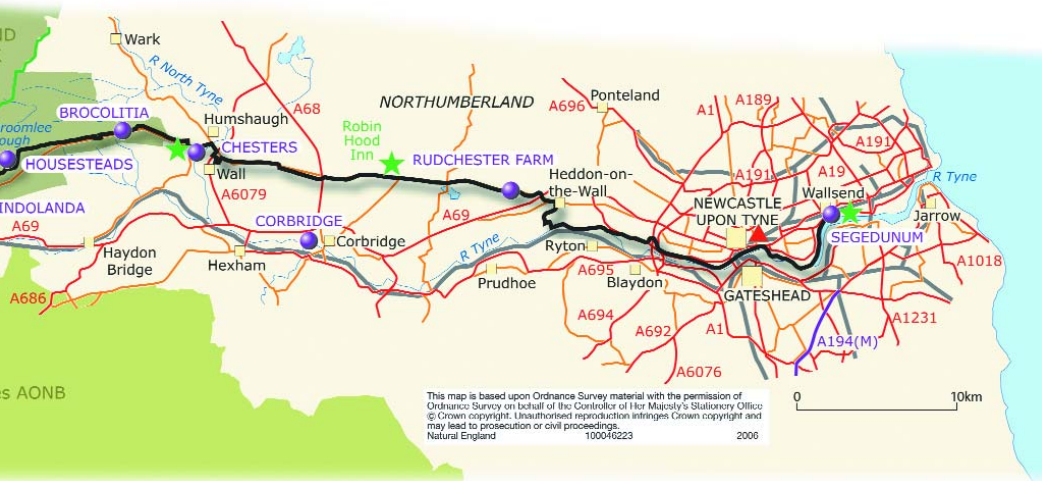 ND
Wark
R North Tyne
BROCOLITIA
Humshaugh
A68
NORTHUMBERLAND
A696
Ponteland
A1
A189
roomlee
ough
CHESTERS
Robin
Hood
Inn
A191
HOUSESTEADS
Wall
RUDCHESTER FARM
Heddon-on-
the-Wall
A191
A19
R Tyne
A6079
Wallsend
INDOLANDA
CORBRIDGE
A69
NEWCASTLE
UPON TYNE
Jarrow
A69
Corbridge
R Tyne
Ryton
SEGEDUNUM
Haydon
Bridge
Hexham
Prudhoe
A695
Blaydon
A1018
A686
GATESHEAD
A694
A692
A1
A1231
A194(M)
A6076
es AONB
This map is based upon Ordnance Survey material with the permission of
Ordnance Survey on behalf of the Controller of Her Majesty's Stationery Office
© Crown copyright. Unauthorised reproduction infringes Crown copyright and
may lead to prosecution or civil proceedings.
Natural England 100046223 2006
0 10km